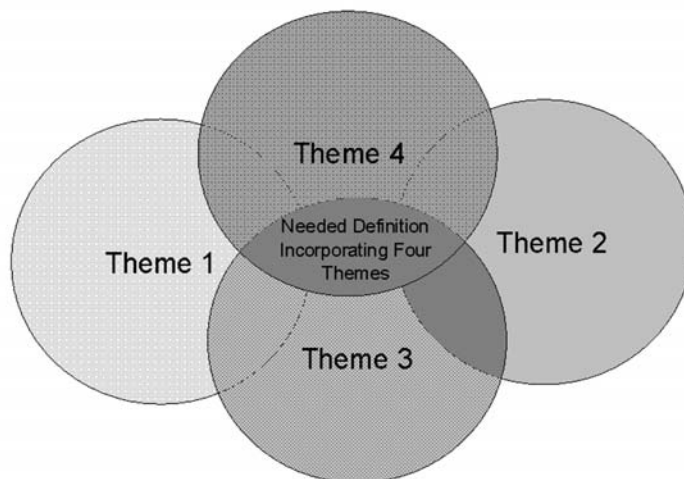 Theme 4
Needed Definition
Incorporating Four
Themes
Theme 1
Theme 2
Theme 3